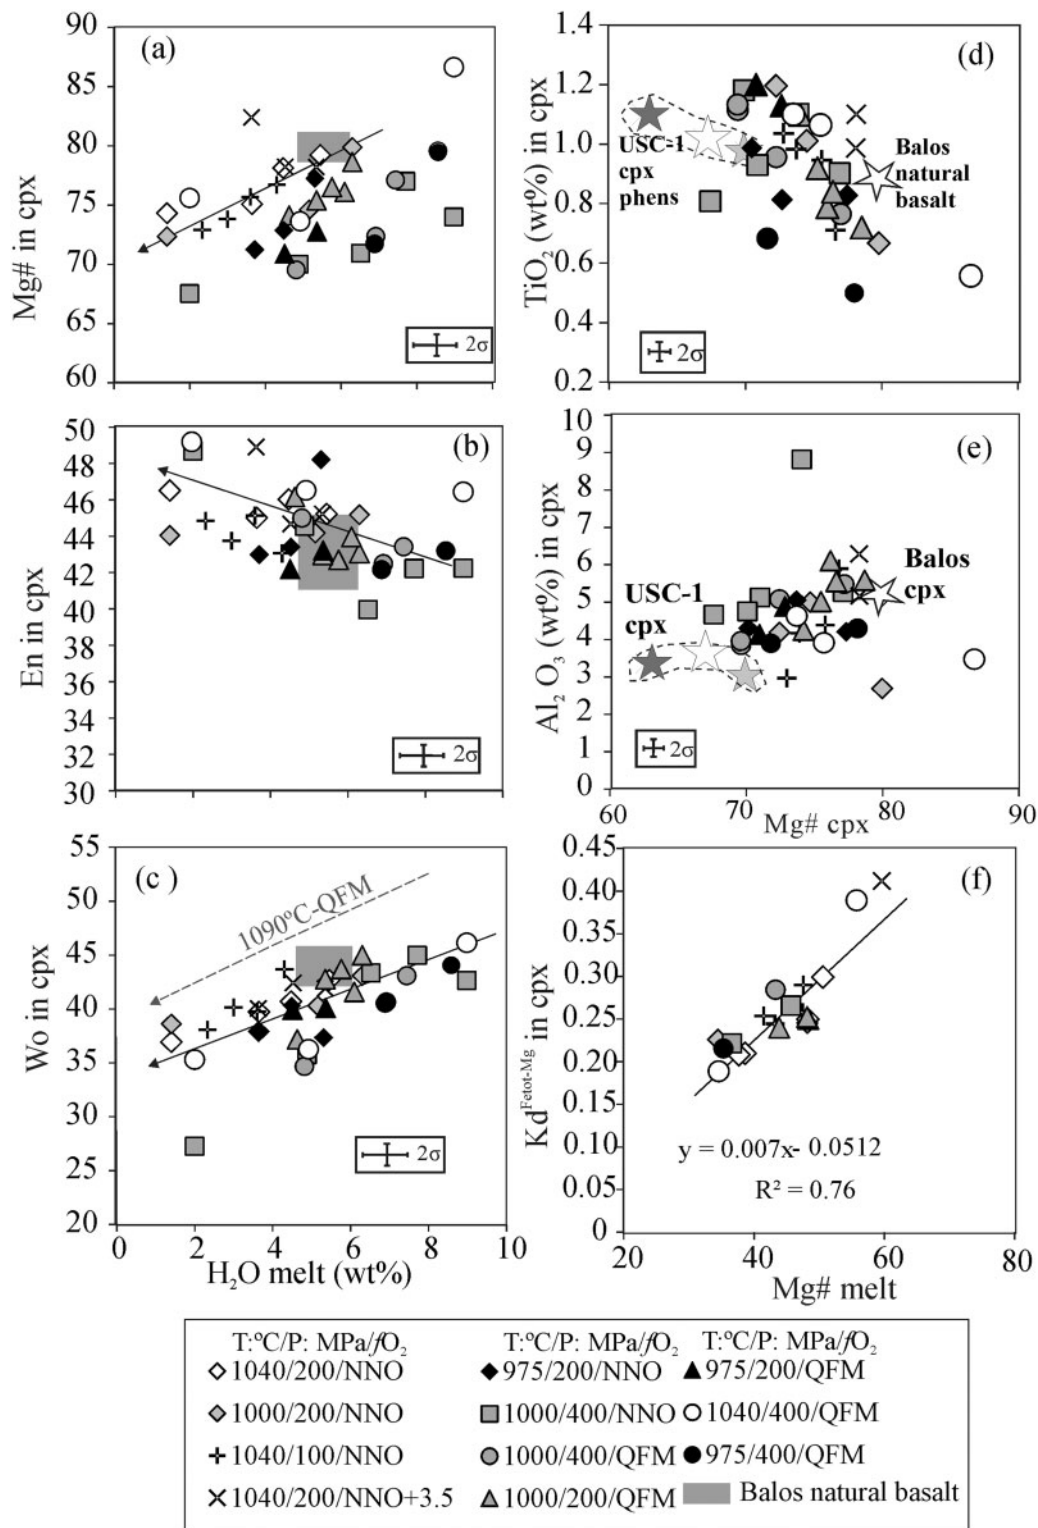 90
85
80
75
70
65
60
Mg# in cpx
(a)
2σ
1.4
1.2
1.0
0.8
0.6
0.4
0.2
TiO2 (wt%) in cpx
(d)
USC-1
cpx
phens
Balos
natural
basalt
2σ
50
48
46
44
42
40
38
36
34
32
30
En in cpx
(b)
2σ
10
9
8
7
6
5
4
3
2
1
0
Al2 O3 (wt%) in cpx
(e)
USC-1
cpx
Balos
cpx
2σ
60 70 80 90
Mg# cpx
55
50
45
40
35
30
25
20
Wo in cpx
(c )
1090ºC-QFM
2σ
0 2 4 6 8 10
H2O melt (wt%)
0.45
0.40
0.35
0.30
0.25
0.20
0.15
0.10
0.05
0
Kd Fetot-Mg in cpx
(f)
y = 0.007x- 0.0512
R² = 0.76
20 40 60 80
Mg# melt
T:ºC/P: MPa/fO2 T:ºC/P: MPa/fO2 T:ºC/P: MPa/fO2
1040/200/NNO 975/200/NNO 975/200/QFM
1000/200/NNO 1000/400/NNO 1040/400/QFM
1040/100/NNO 1000/400/QFM 975/400/QFM
1040/200/NNO+3.5 1000/200/QFM Balos natural basalt